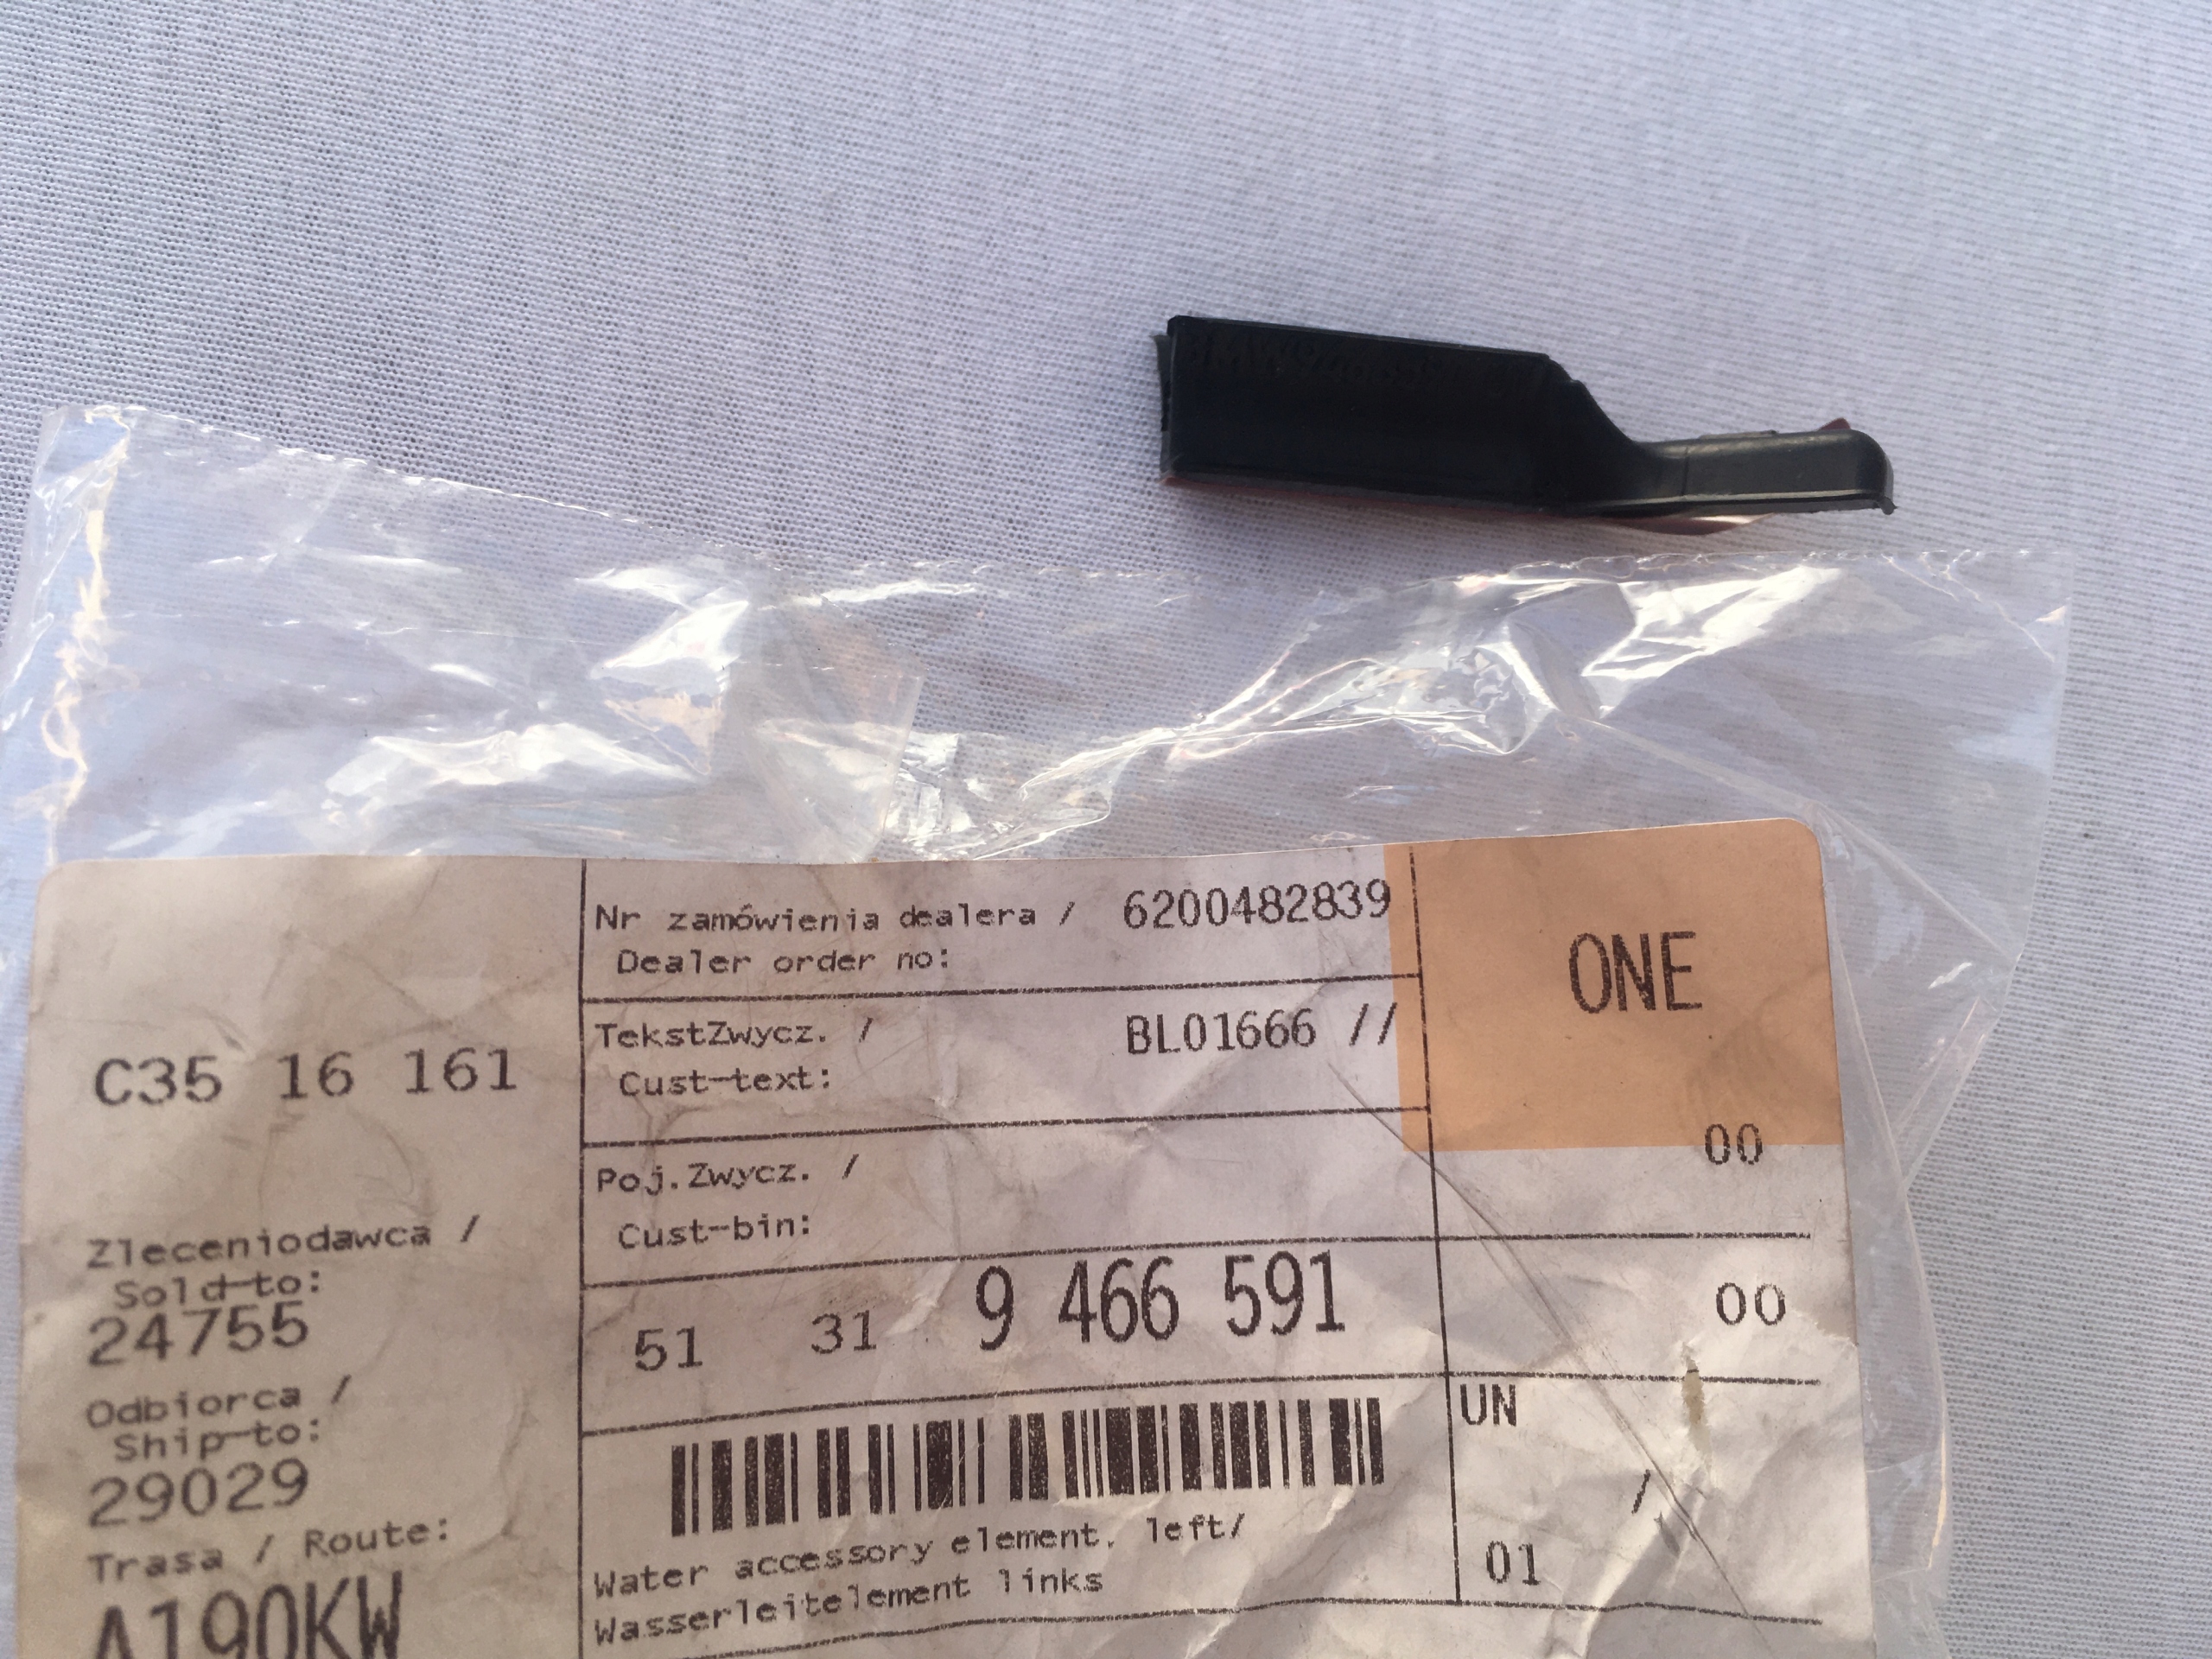 C35 16 161
Zleceniodawca /
Sold-to:
24755
Odbiorca /
Ship-to:
29029
Trasa / Route:
A190KW
Nr zamówienia dealera / 6200482839
Dealer order no:
TekstZwycz. / BL01666 //
Cust-text:
Poj.Zwycz. /
Cust-bin:
51 31 9 466 591
Water accessory element, left/
Wasserleitelement links
ONE
00
00
UN
/
01